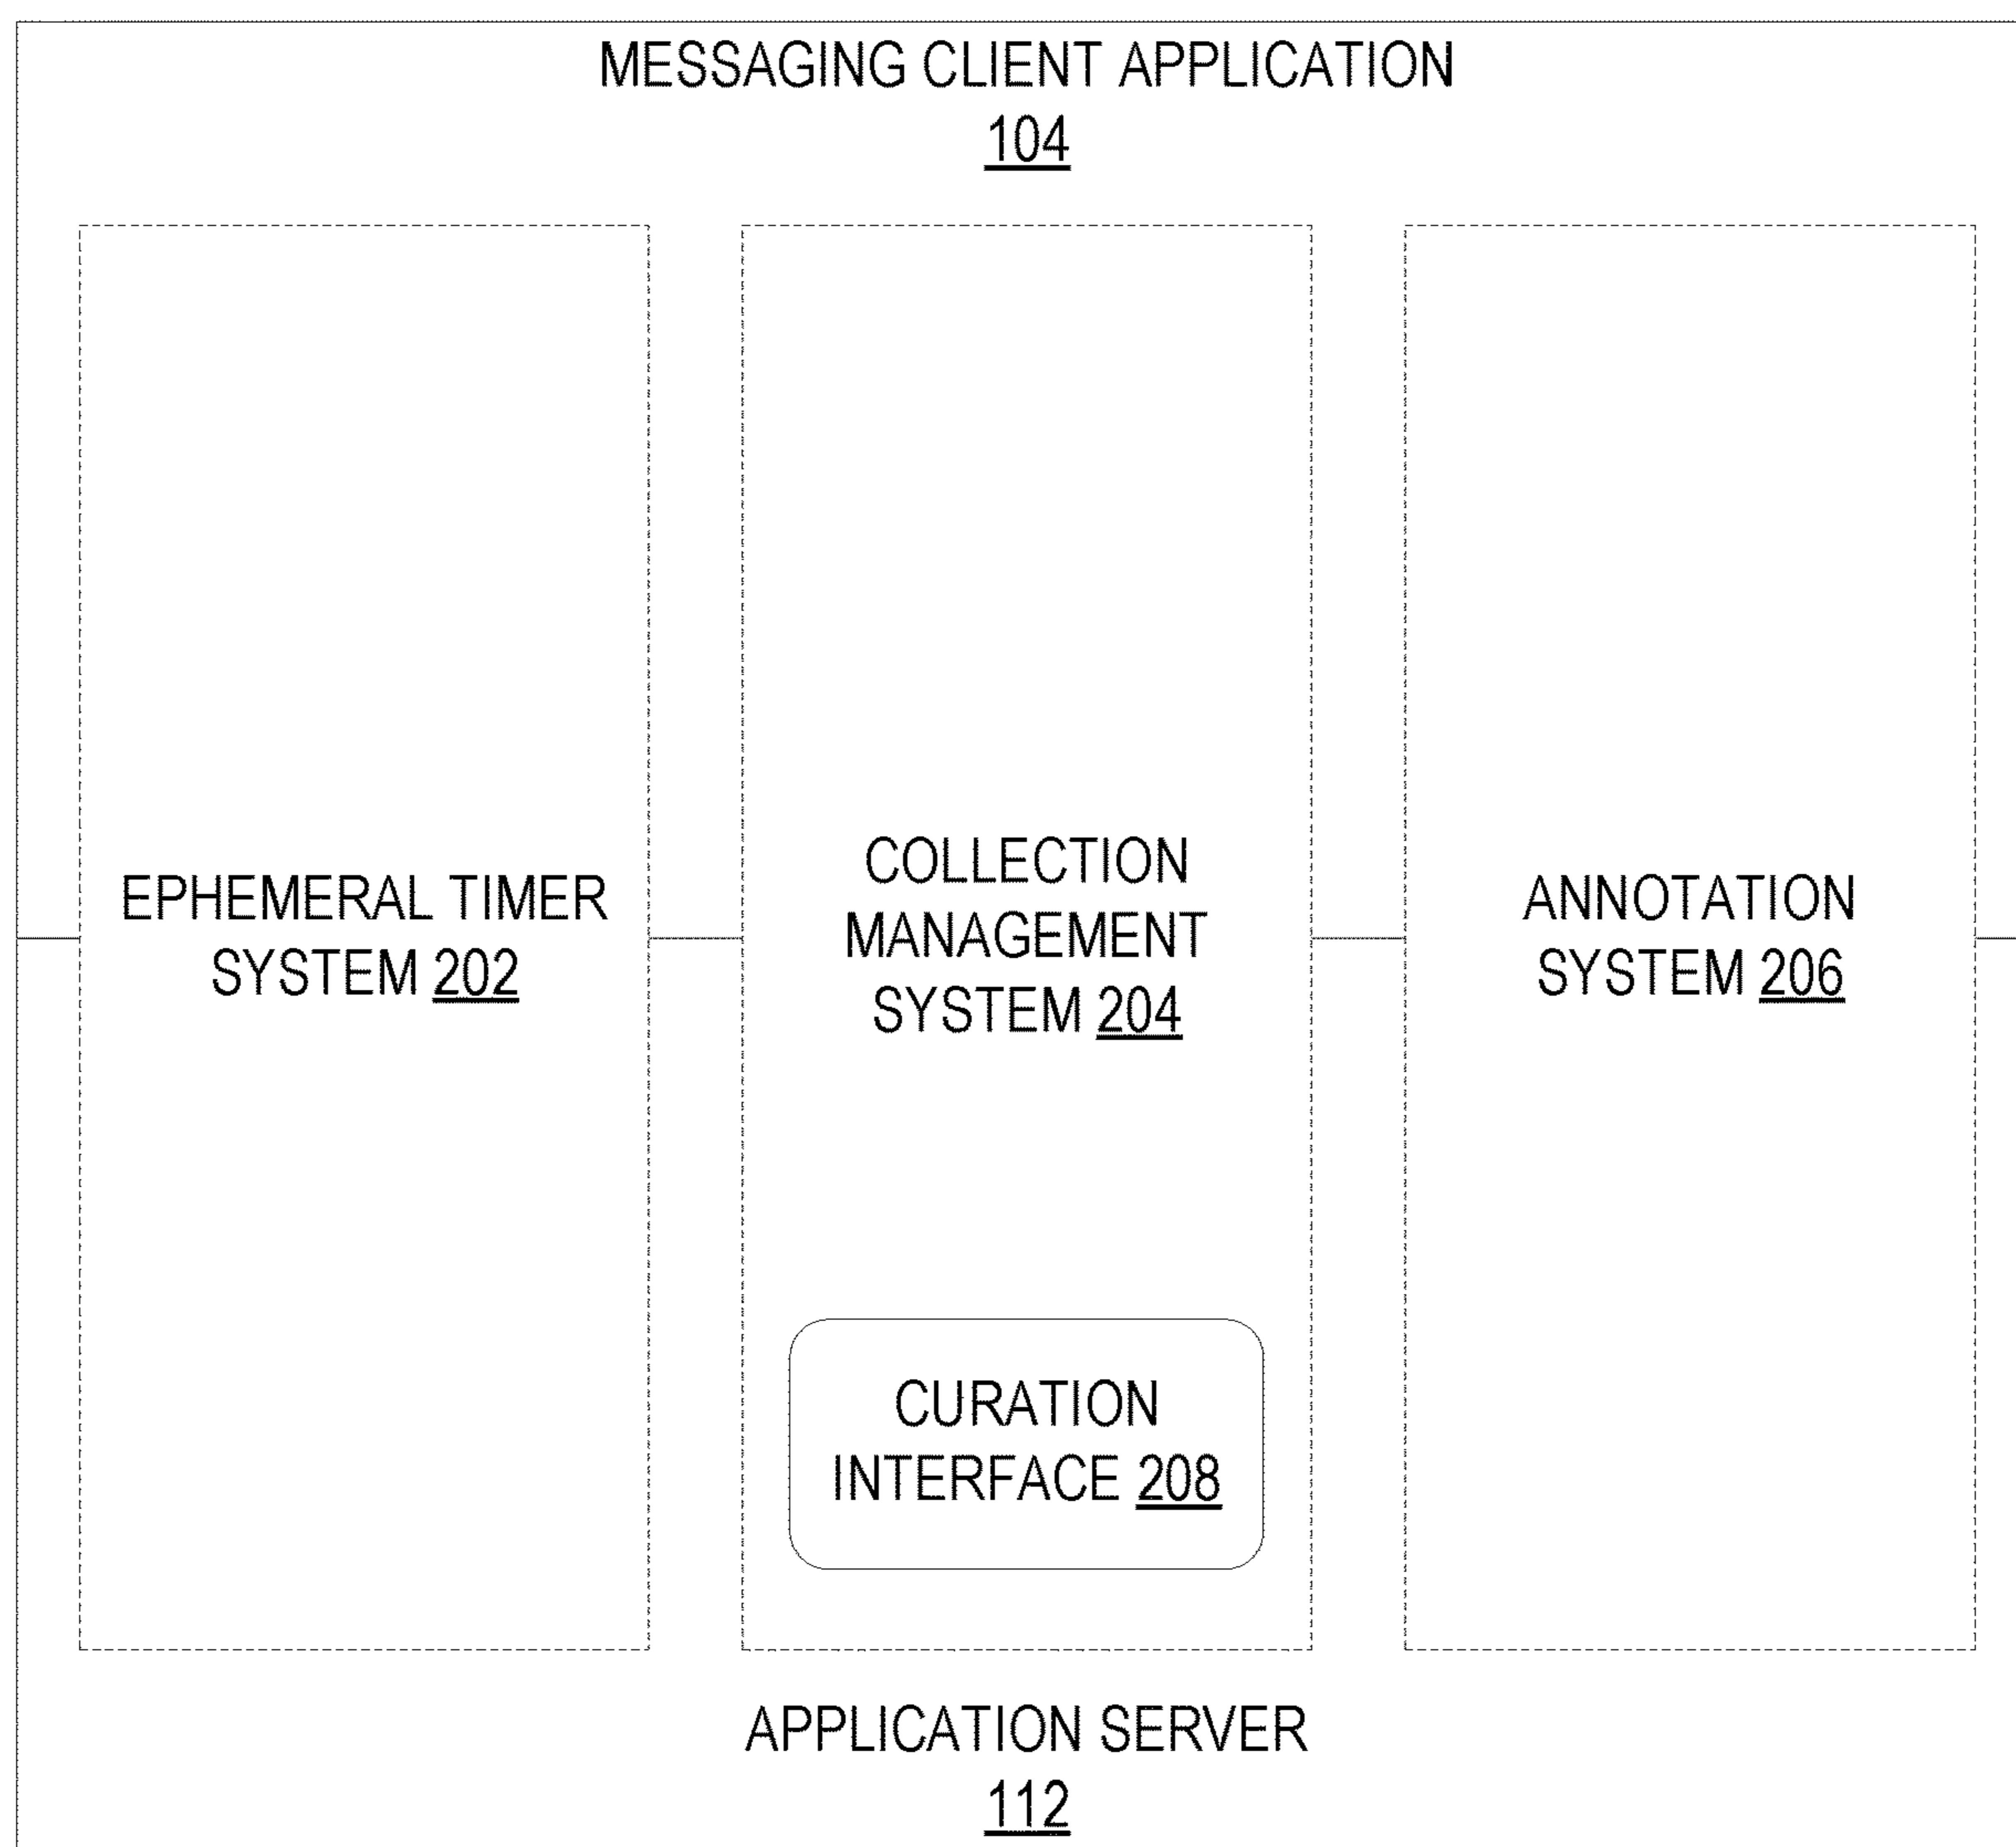 MESSAGING CLIENT APPLICATION
104
EPHEMERAL TIMER
SYSTEM 202
COLLECTION
MANAGEMENT
SYSTEM 204
CURATION
INTERFACE 208
ANNOTATION
SYSTEM 206
APPLICATION SERVER
112